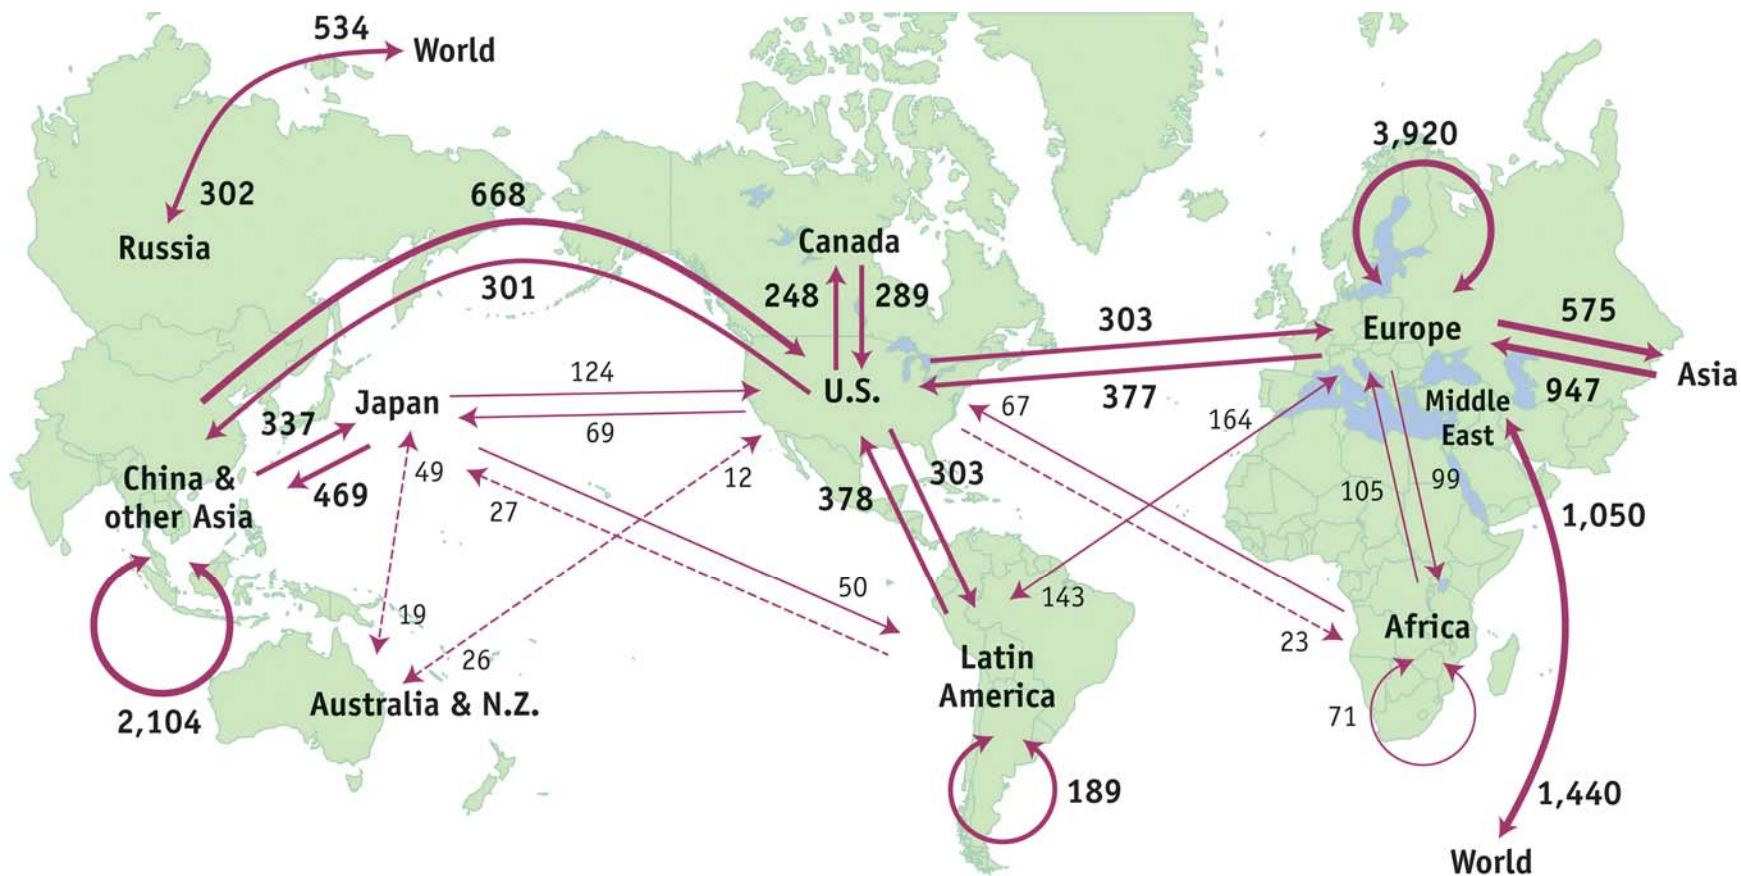 534
World
302
Russia
668
301
Canada
248
289
3,920
303
Europe
575
377
947
Asia
124
Japan
U.S.
69
337
67
164
Middle
East
China &
other Asia
469
49
27
12
378
303
105
99
1,050
2,104
19
26
Australia & N.Z.
50
143
Latin
America
23
Africa
71
189
1,440
World